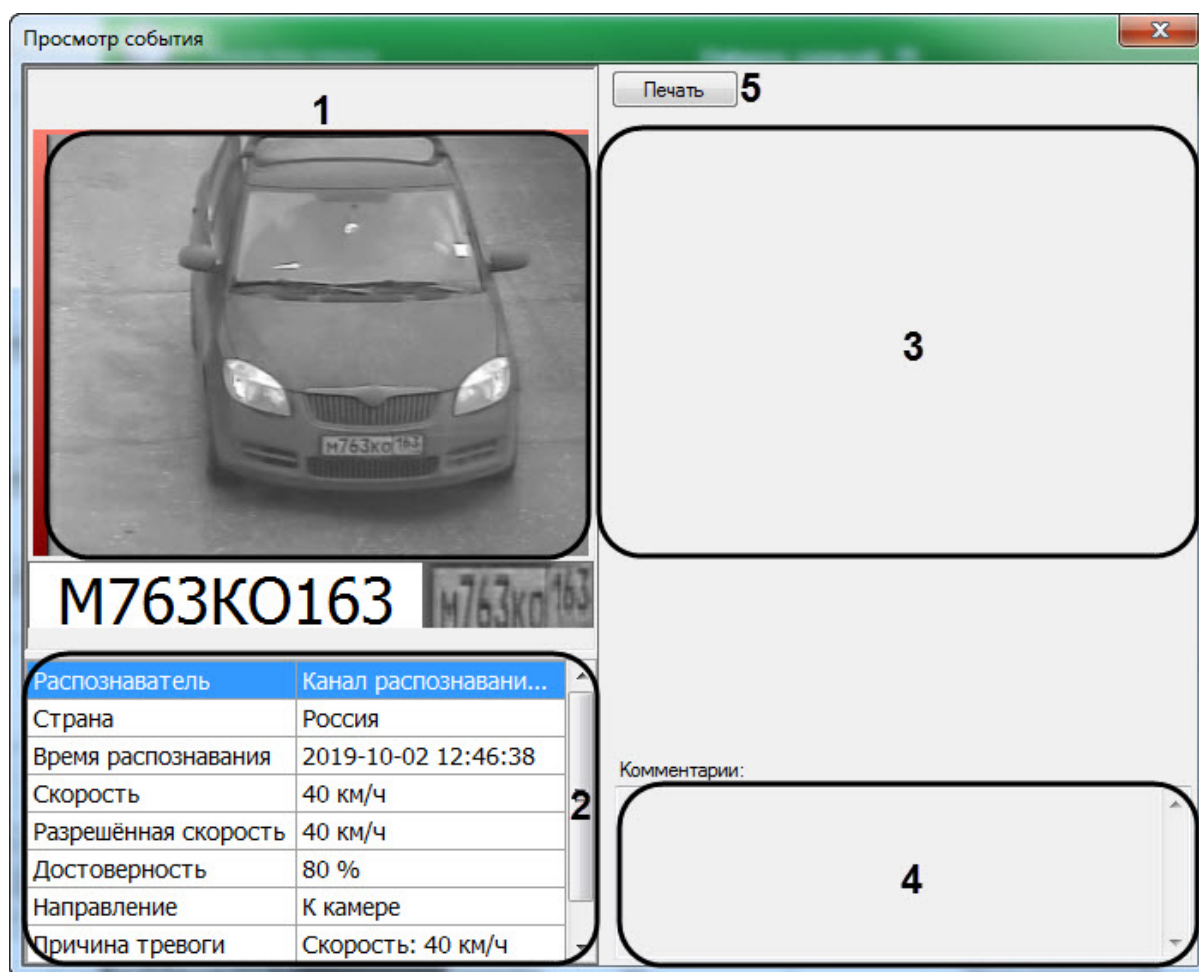 Просмотр события
1
Печать 5
м763ко 163
3
М763КО163 м763ко 163
Распознаватель Канал распознавани...
Страна Россия
Время распознавания 2019-10-02 12:46:38
Скорость 40 км/ч
2
Разрешённая скорость 40 км/ч
Достоверность 80 %
Направление К камере
Причина тревоги Скорость: 40 км/ч
Комментарии:
4